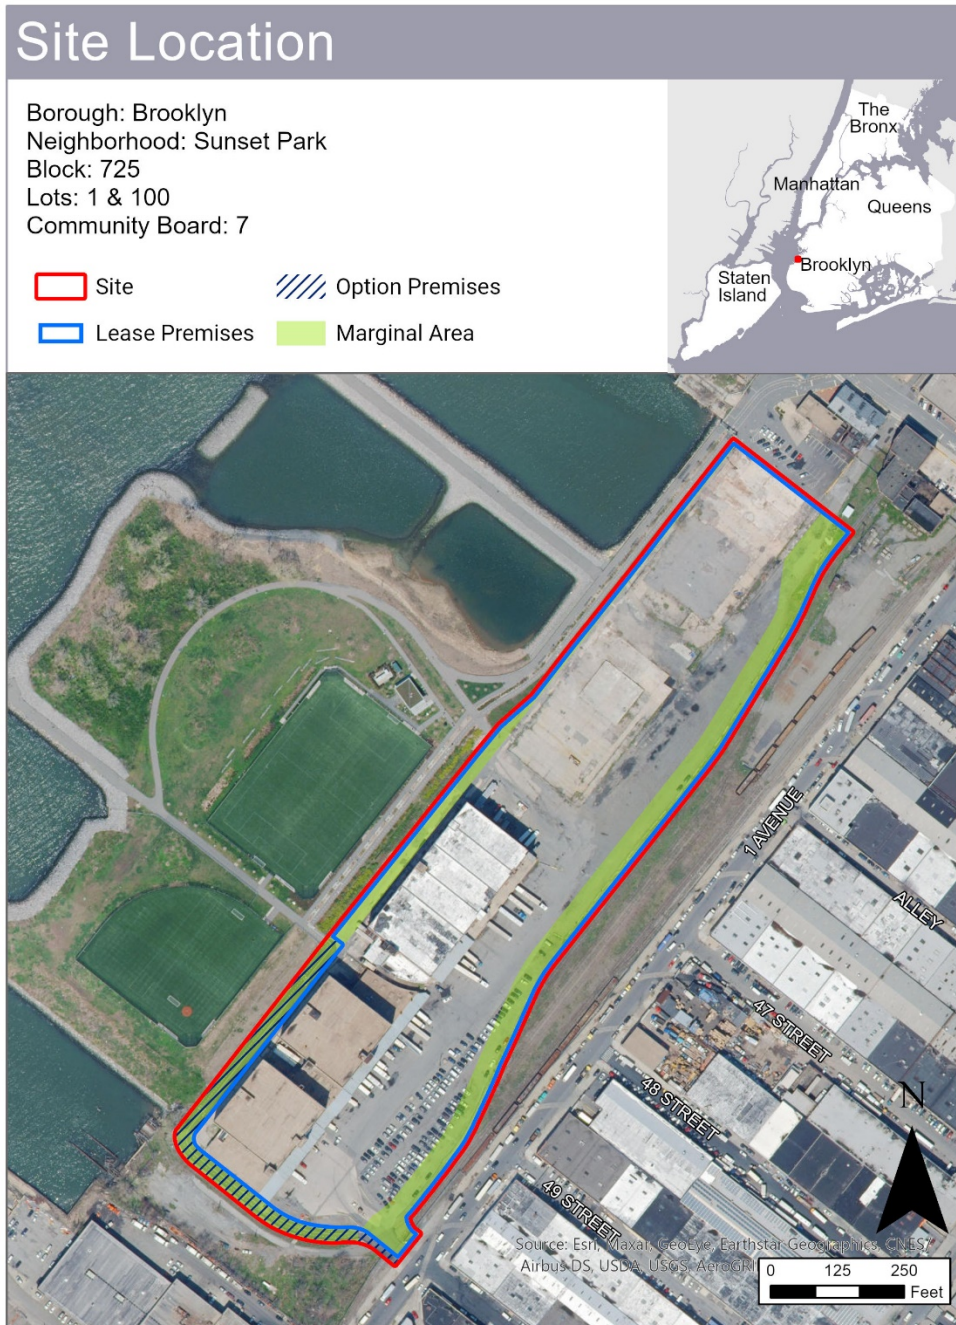 Site Location
Borough: Brooklyn
Neighborhood: Sunset Park
Block: 725
Lots: 1 & 100
Community Board: 7
Site
Option Premises
Lease Premises
Marginal Area
The
Bronx
Manhattan
Queens
Brooklyn
Staten
Island
1 AVENUE
ALLEY
47 STREET
48 STREET
49 STREET
N
Source: Esri, Maxar, GeoEye, Earthstar Geographics, CNES/
Airbus DS, USDA, USGS,
0 125 250
Feet